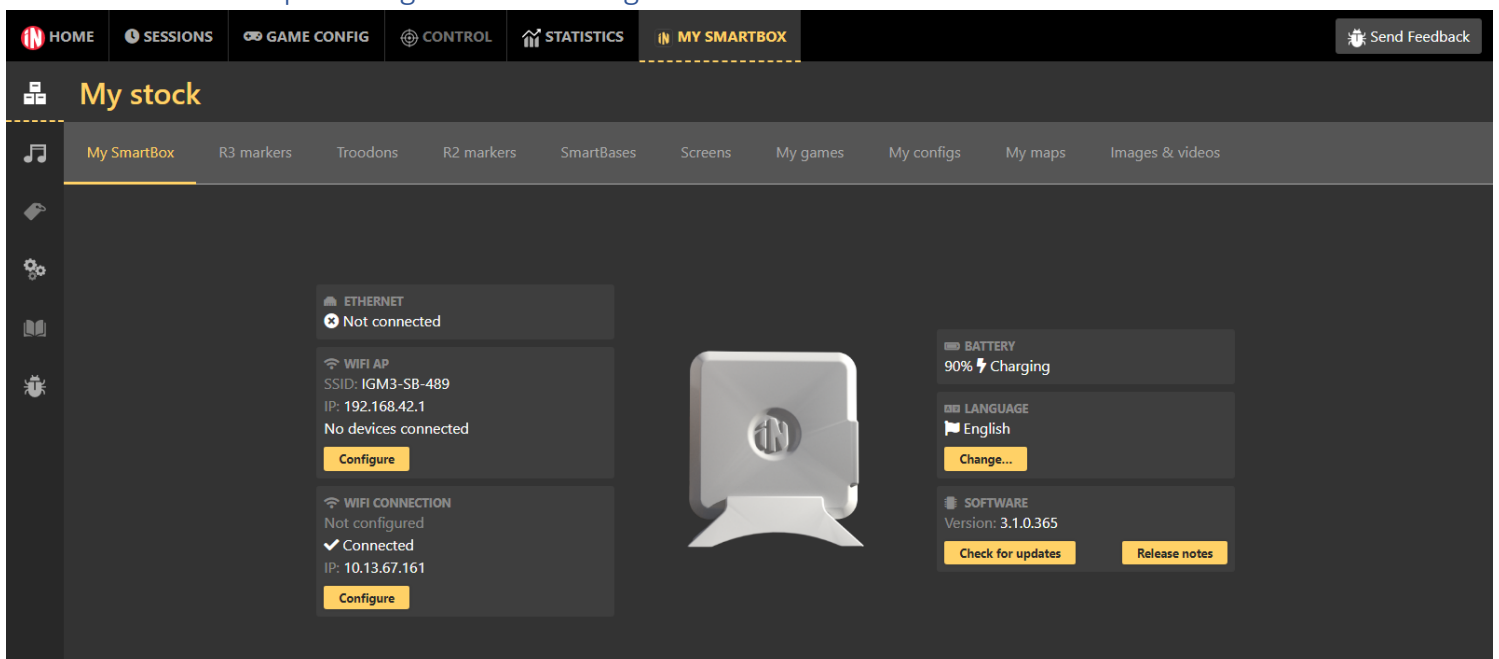 iN HOME SESSIONS GAME CONFIG CONTROL STATISTICS iN MY SMARTBOX Send Feedback
My stock
My SmartBox R3 markers Troodons R2 markers SmartBases Screens My games My configs My maps Images & videos
ETHERNET
Not connected
WIFI AP
SSID: IGM3-SB-489
IP: 192.168.42.1
No devices connected
Configure
WIFI CONNECTION
Not configured
Connected
IP: 10.13.67.161
Configure
iN
BATTERY
90% Charging
LANGUAGE
English
Change...
SOFTWARE
Version: 3.1.0.365
Check for updates Release notes